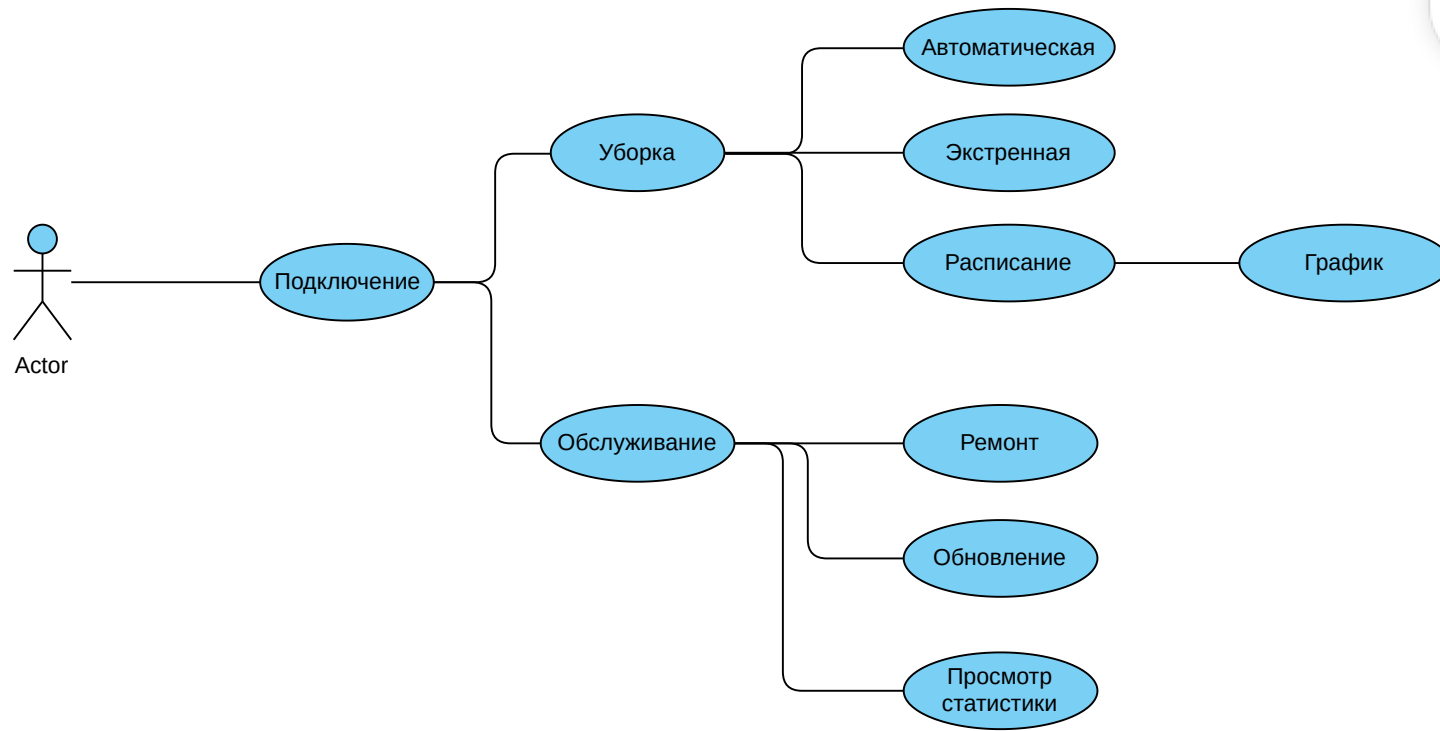 Автоматическая
Уборка
Экстренная
Подключение
Расписание
График
Actor
Обслуживание
Ремонт
Обновление
Просмотр
статистики